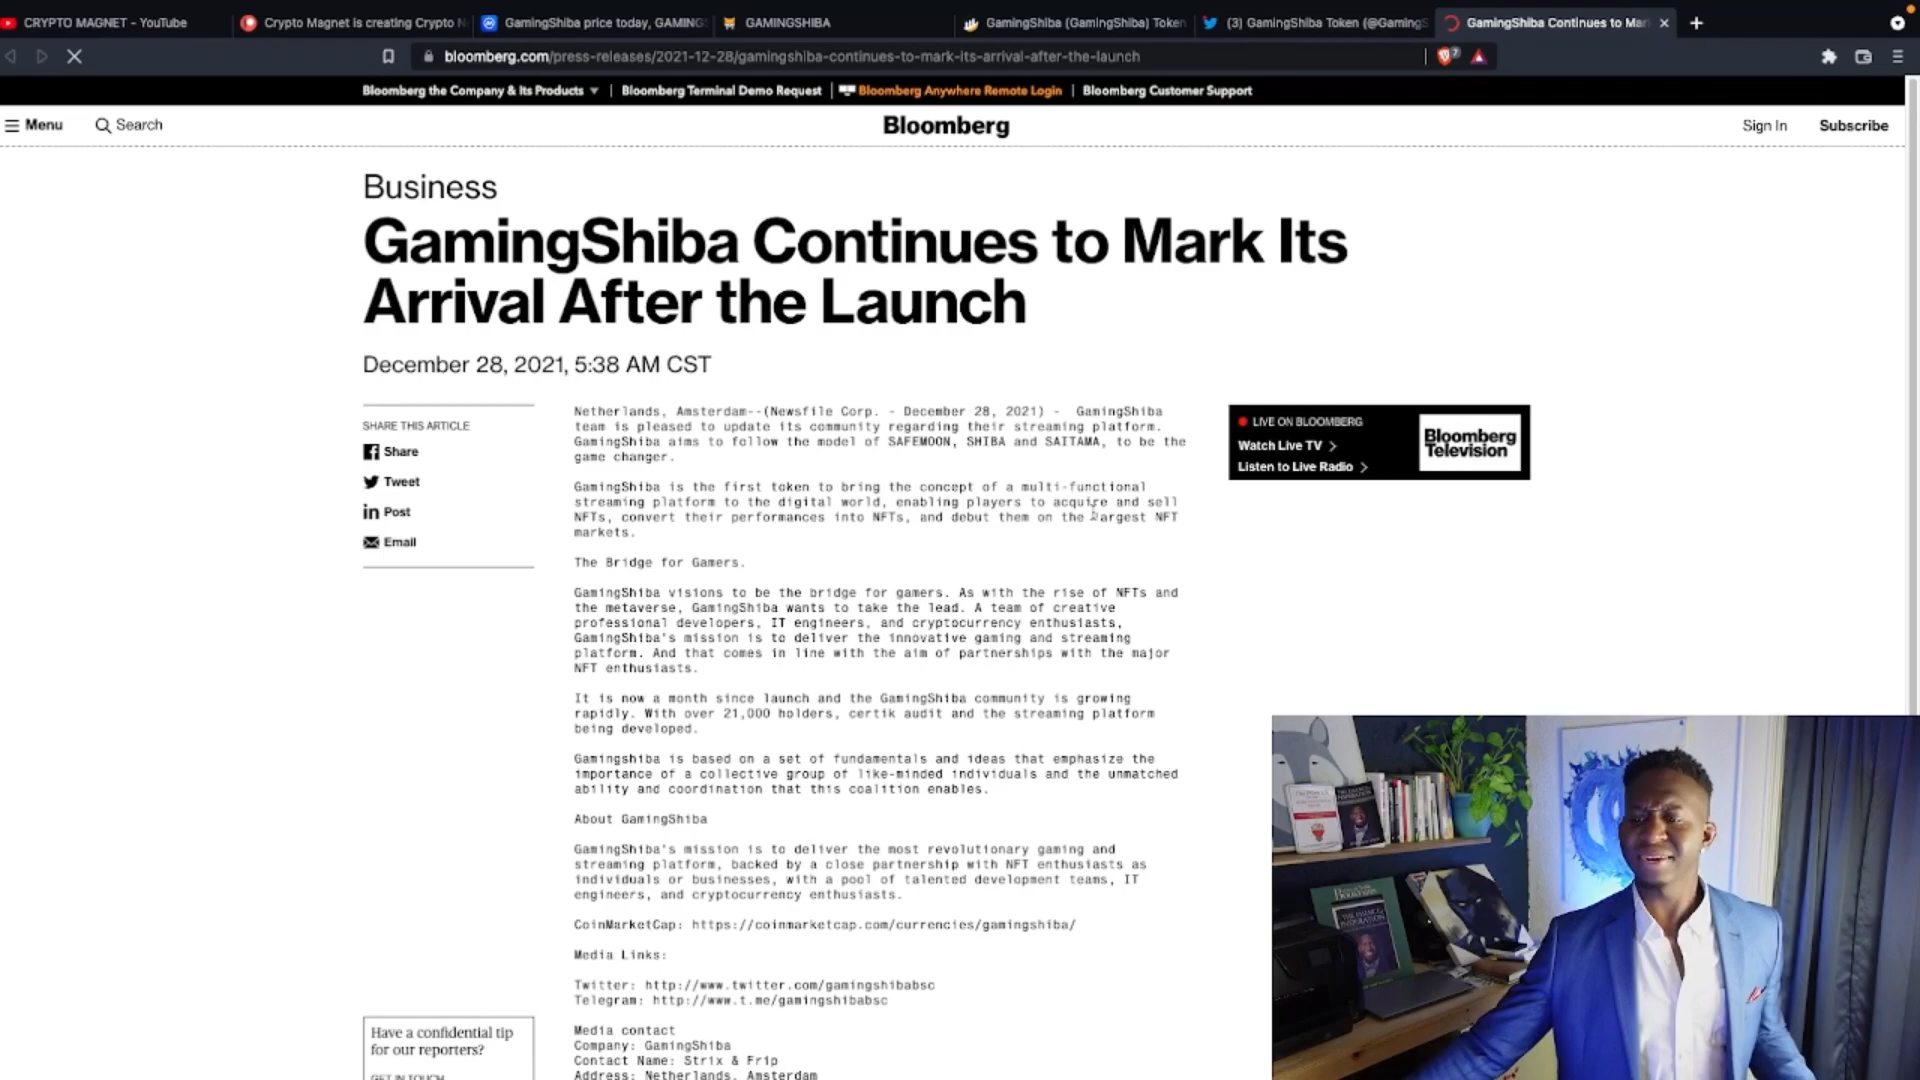 CRYPTO MAGNET - YouTube
Crypto Magnet is creating Crypto N
GamingShiba price today, GAMING
GAMINGSHIBA
GamingShiba (GamingShiba) Token
(3) GamingShiba Token (@GamingS
GamingShiba Continues to Mar
bloomberg.com/press-releases/2021-12-28/gamingshiba-continues-to-mark-its-arrival-after-the-launch
Bloomberg the Company & Its Products
Bloomberg Terminal Demo Request
Bloomberg Anywhere Remote Login
Bloomberg Customer Support
Menu
Search
Bloomberg
Sign In
Subscribe
Business
GamingShiba Continues to Mark Its
Arrival After the Launch
December 28, 2021, 5:38 AM CST
SHARE THIS ARTICLE
Share
Tweet
Post
Email
Netherlands, Amsterdam--(Newsfile Corp. - December 28, 2021) - GamingShiba
team is pleased to update its community regarding their streaming platform.
GamingShiba aims to follow the model of SAFEMOON, SHIBA and SAITAMA, to be the
game changer.
GamingShiba is the first token to bring the concept of a multi-functional
streaming platform to the digital world, enabling players to acquire and sell
NFTs, convert their performances into NFTs, and debut them on the largest NFT
markets.
The Bridge for Gamers.
GamingShiba visions to be the bridge for gamers. As with the rise of NFTs and
the metaverse, GamingShiba wants to take the lead. A team of creative
professional developers, IT engineers, and cryptocurrency enthusiasts,
GamingShiba's mission is to deliver the innovative gaming and streaming
platform. And that comes in line with the aim of partnerships with the major
NFT enthusiasts.
It is now a month since launch and the GamingShiba community is growing
rapidly. With over 21,000 holders, certik audit and the streaming platform
being developed.
Gamingshiba is based on a set of fundamentals and ideas that emphasize the
importance of a collective group of like-minded individuals and the unmatched
ability and coordination that this coalition enables.
About GamingShiba
GamingShiba's mission is to deliver the most revolutionary gaming and
streaming platform, backed by a close partnership with NFT enthusiasts as
individuals or businesses, with a pool of talented development teams, IT
engineers, and cryptocurrency enthusiasts.
CoinMarketCap: https://coinmarketcap.com/currencies/gamingshiba/
Media Links:
Twitter: http://www.twitter.com/gamingshibabsc
Telegram: http://www.t.me/gamingshibabsc
Media contact
Company: GamingShiba
Contact Name: Strix & Frip
Address: Netherlands, Amsterdam
LIVE ON BLOOMBERG
Watch Live TV
Listen to Live Radio
Bloomberg
Television
Have a confidential tip
for our reporters?
GET IN TOUCH